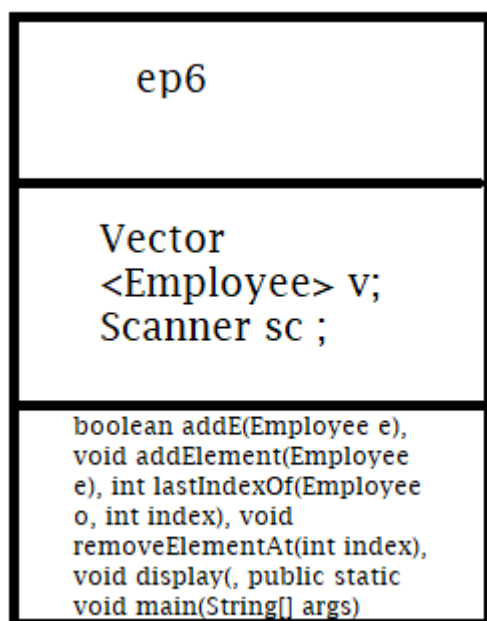 ep6
Vector
<Employee> v;
Scanner sc ;
boolean addE(Employee e),
void addElement(Employee
e), int lastIndexOf(Employee
o, int index), void
removeElementAt(int index),
void display(, public static
void main(String[] args)